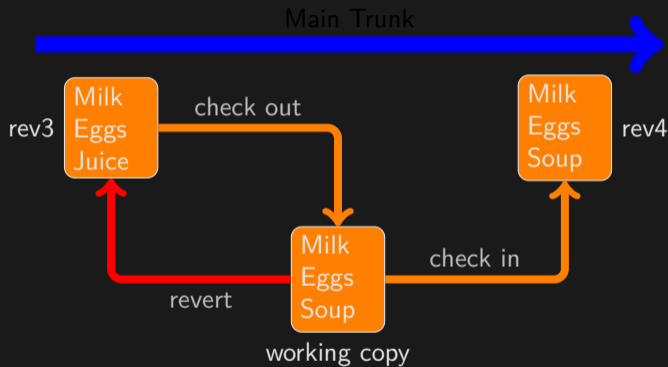 Main Trunk
Milk
Eggs
Juice
rev3
check out
Milk
Eggs
Soup
rev4
Milk
Eggs
Soup
check in
revert
working copy